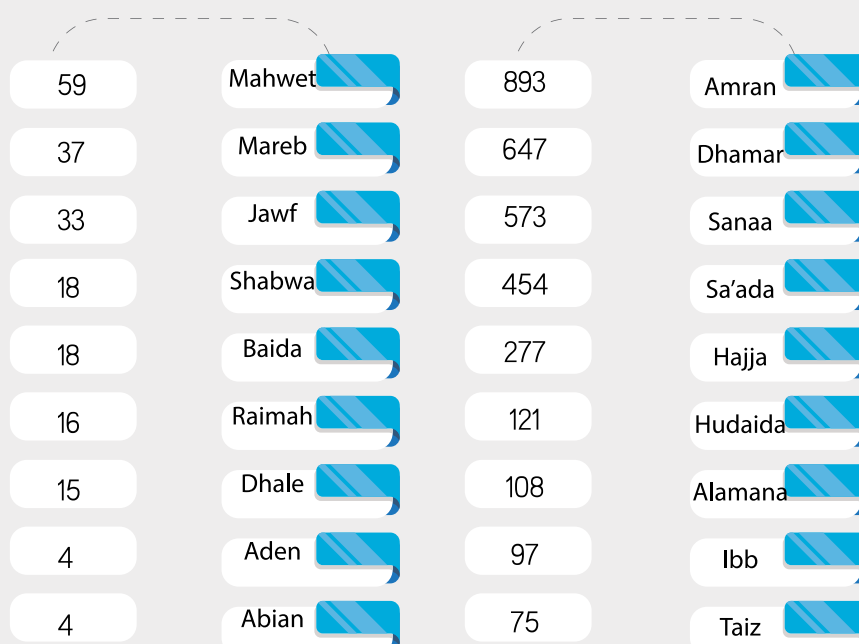 59 Mahwet 893 Amran
37 Mareb 647 Dhamar
33 Jawf 573 Sanaa
18 Shabwa 454 Sa’ada
18 Baida 277 Hajja
16 Raimah 121 Hudaida
15 Dhale 108 Alamana
4 Aden 97 Ibb
4 Abian 75 Taiz